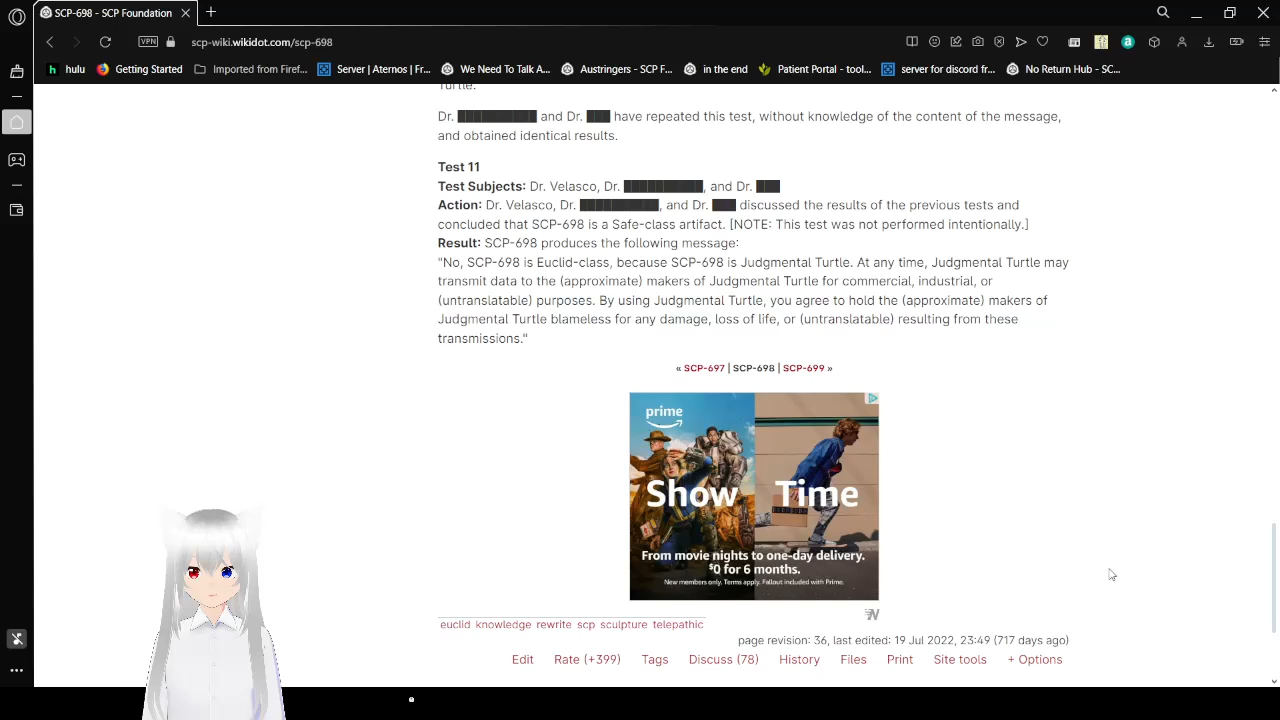 SCP-698 - SCP Foundation
scp-wiki.wikidot.com/scp-698
VPN
hulu
Getting Started
Imported from Firef...
Server | Aternos | Fr...
We Need To Talk A...
Austringers - SCP F...
in the end
Patient Portal - tool...
server for discord fr...
No Return Hub - SC...
Turtle.
Dr. ██████████ and Dr. ███ have repeated this test, without knowledge of the content of the message,
and obtained identical results.
Test 11
Test Subjects: Dr. Velasco, Dr. ██████████, and Dr. ███
Action: Dr. Velasco, Dr. ██████████, and Dr. ███ discussed the results of the previous tests and
concluded that SCP-698 is a Safe-class artifact. [NOTE: This test was not performed intentionally.]
Result: SCP-698 produces the following message:
"No, SCP-698 is Euclid-class, because SCP-698 is Judgmental Turtle. At any time, Judgmental Turtle may
transmit data to the (approximate) makers of Judgmental Turtle for commercial, industrial, or
(untranslatable) purposes. By using Judgmental Turtle, you agree to hold the (approximate) makers of
Judgmental Turtle blameless for any damage, loss of life, or (untranslatable) resulting from these
transmissions."
« SCP-697 | SCP-698 | SCP-699 »
prime
Show Time
From movie nights to one-day delivery.
$0 for 6 months.
New members only. Terms apply. Fallout included with Prime.
euclid knowledge rewrite scp sculpture telepathic
page revision: 36, last edited: 19 Jul 2022, 23:49 (717 days ago)
Edit Rate (+399) Tags Discuss (78) History Files Print Site tools + Options